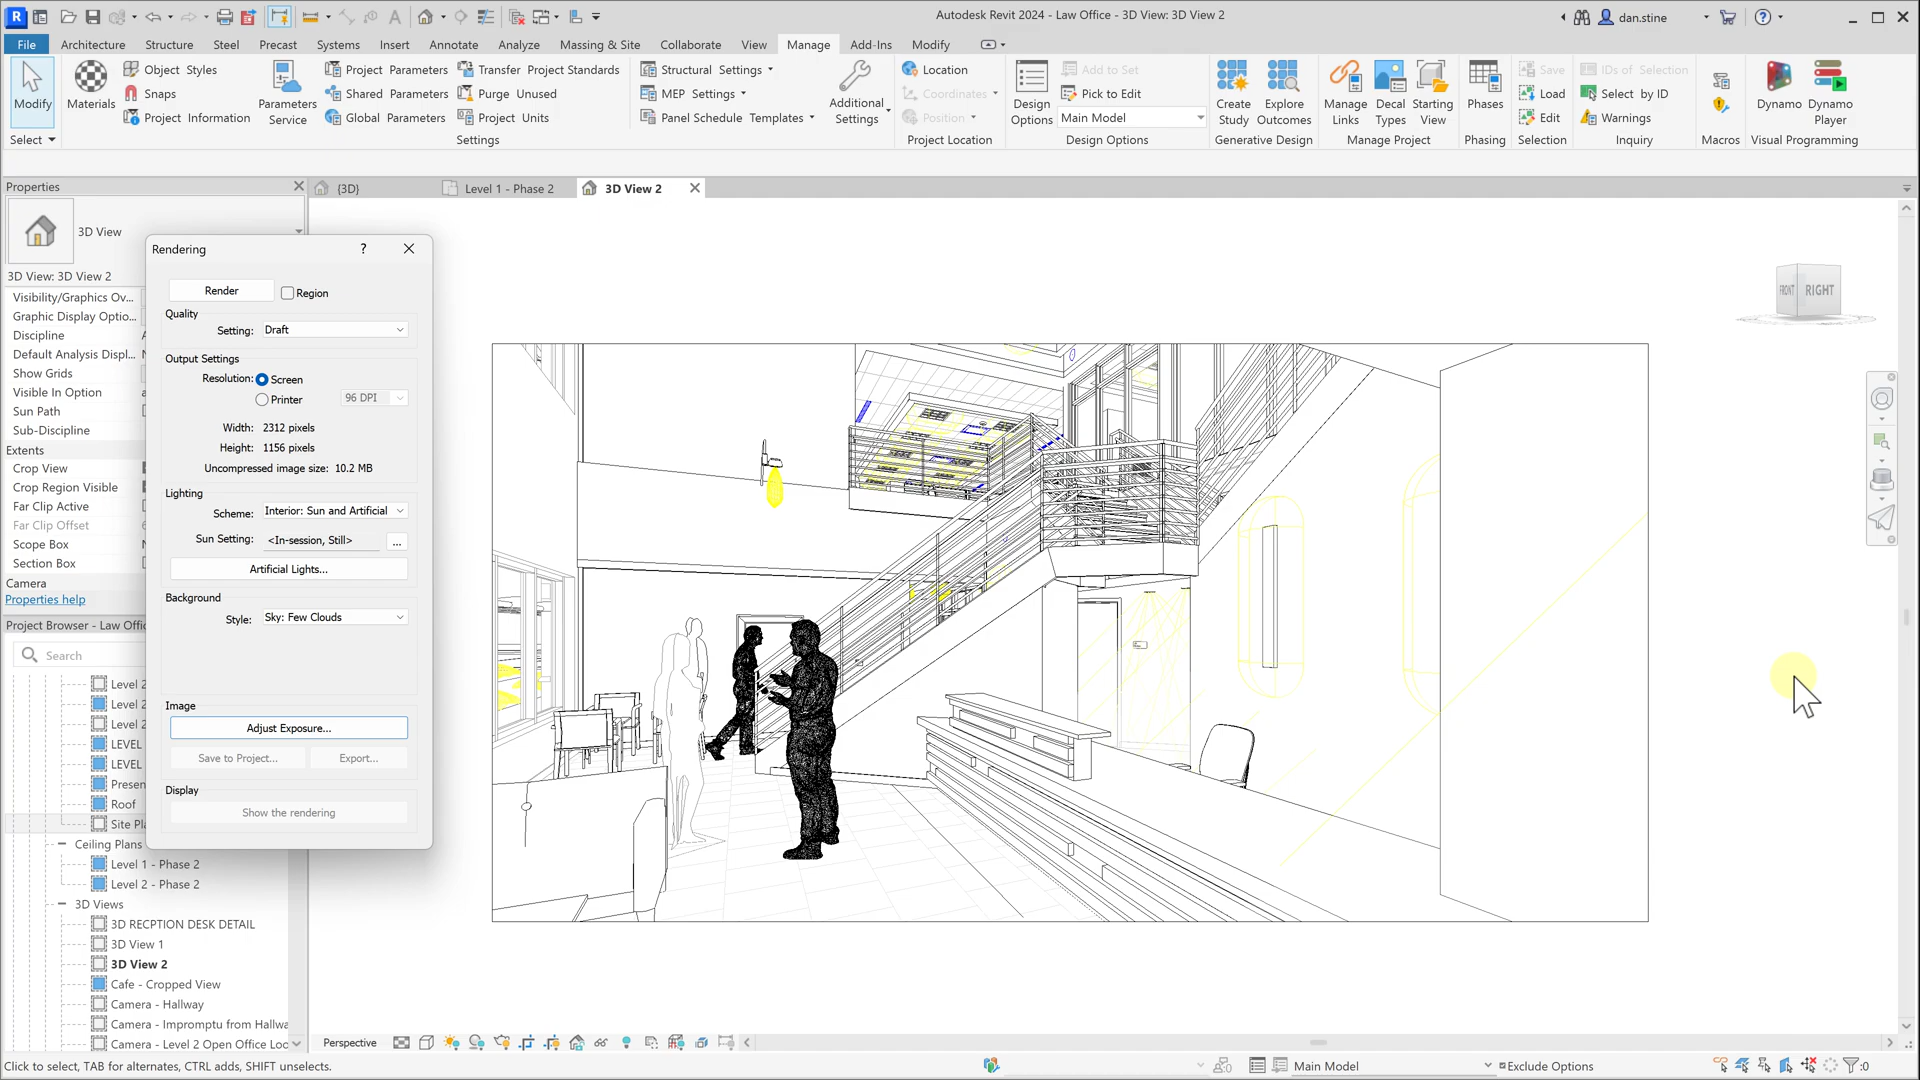 Autodesk Revit 2024 - Law Office - 3D View: 3D View 2
dan.stine
File Architecture Structure Steel Precast Systems Insert Annotate Analyze Massing & Site Collaborate View Manage Add-Ins Modify
Modify
Select
Materials
Object Styles
Snaps
Project Information
Parameters Service
Project Parameters
Shared Parameters
Global Parameters
Transfer Project Standards
Purge Unused
Project Units
Structural Settings
MEP Settings
Panel Schedule Templates
Additional Settings
Settings
Location
Coordinates
Position
Project Location
Design Options
Add to Set
Pick to Edit
Main Model
Design Options
Create Study
Explore Outcomes
Generative Design
Manage Links
Decal Types
Starting View
Manage Project
Phases
Phasing
Save
Load
Edit
Selection
IDs of Selection
Select by ID
Warnings
Inquiry
Macros
Dynamo
Dynamo Player
Visual Programming
Properties
{3D}
Level 1 - Phase 2
3D View 2
3D View
3D View: 3D View 2
Visibility/Graphics Ov...
Graphic Display Optio...
Discipline
Default Analysis Displ...
Show Grids
Visible In Option
Sun Path
Sub-Discipline
Extents
Crop View
Crop Region Visible
Far Clip Active
Far Clip Offset
Scope Box
Section Box
Camera
Properties help
Project Browser - Law Offi
Search
Level 2
Level 2
Level 2
LEVEL
LEVEL
Presen
Roof
Site Pla
Ceiling Plans
Level 1 - Phase 2
Level 2 - Phase 2
3D Views
3D RECPTION DESK DETAIL
3D View 1
3D View 2
Cafe - Cropped View
Camera - Hallway
Camera - Impromptu from Hallwa
Camera - Level 2 Open Office Loo
Rendering ?
Render Region
Quality
Setting: Draft
Output Settings
Resolution: Screen
Printer 96 DPI
Width: 2312 pixels
Height: 1156 pixels
Uncompressed image size: 10.2 MB
Lighting
Scheme: Interior: Sun and Artificial
Sun Setting: <In-session, Still> ...
Artificial Lights...
Background
Style: Sky: Few Clouds
Image
Adjust Exposure...
Save to Project... Export...
Display
Show the rendering
FRONT RIGHT
Perspective
Click to select, TAB for alternates, CTRL adds, SHIFT unselects.
Main Model
Exclude Options
:0